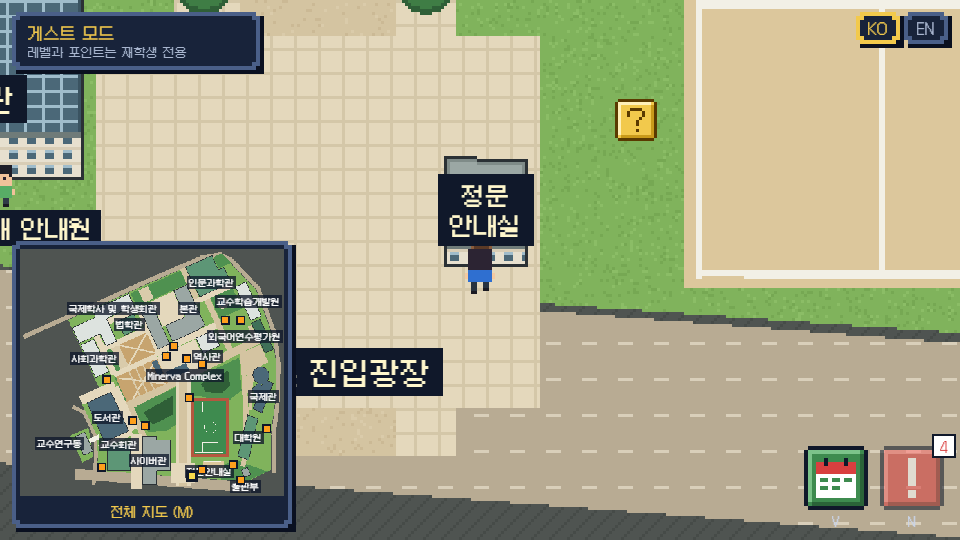 게스트 모드
레벨과 포인트는 재학생 전용
KO
EN
?
정문
안내실
안내원
진입광장
인문과학관
국제학사 및 학생회관
본관
교수학습개발원
법학관
외국어연수평가원
사회과학관
역사관
Minerva Complex
국제관
도서관
대학원
교수연구동
교수회관
사이버관
안내실
출판부
전체 지도 (M)
4
!
V
N